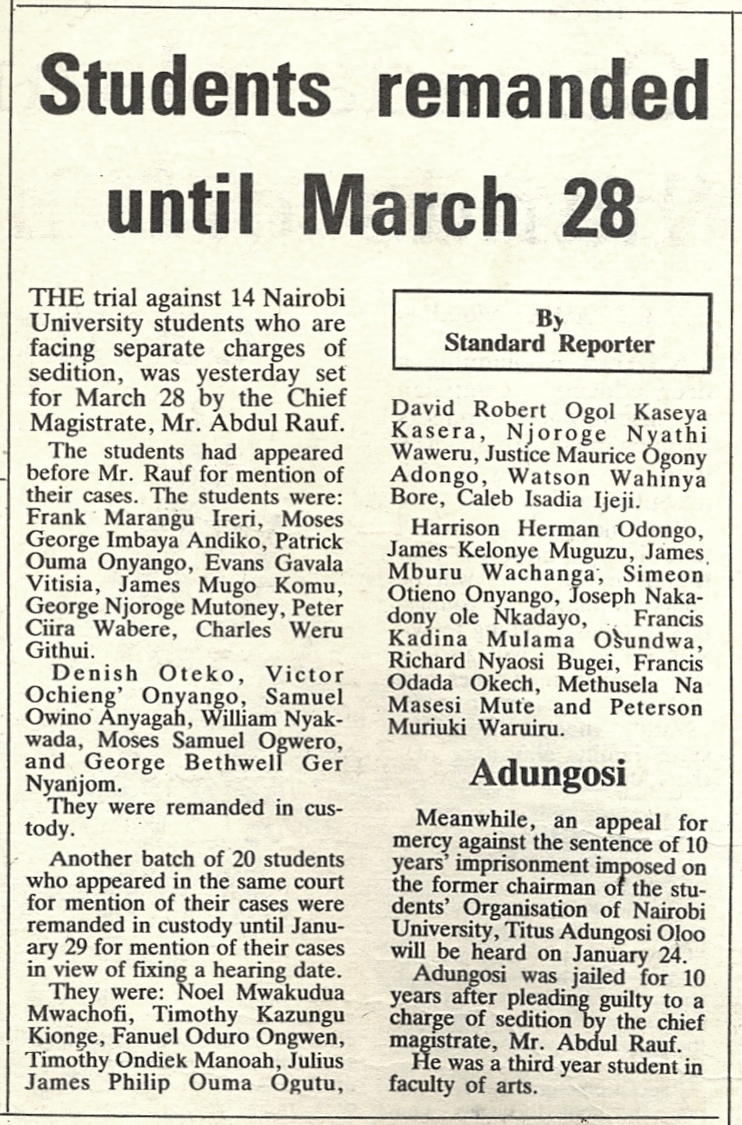 Students remanded
until March 28
THE trial against 14 Nairobi
University students who are
facing separate charges of
sedition, was yesterday set
for March 28 by the Chief
Magistrate, Mr. Abdul Rauf.
The students had appeared
before Mr. Rauf for mention of
their cases. The students were:
Frank Marangu Ireri, Moses
George Imbaya Andiko, Patrick
Ouma Onyango, Evans Gavala
Vitisia, James Mugo Komu,
George Njoroge Mutoney, Peter
Ciira Wabere, Charles Weru
Githui.
Denish Oteko, Victor
Ochieng' Onyango, Samuel
Owino Anyagah, William Nyak-
wada, Moses Samuel Ogwero,
and George Bethwell Ger
Nyanjom.
They were remanded in cus-
tody.
Another batch of 20 students
who appeared in the same court
for mention of their cases were
remanded in custody until Janu-
ary 29 for mention of their cases
in view of fixing a hearing date.
They were: Noel Mwakudua
Mwachofi, Timothy Kazungu
Kionge, Fanuel Oduro Ongwen,
Timothy Ondiek Manoah, Julius
James Philip Ouma Ogutu,
By
Standard Reporter
David Robert Ogol Kaseya
Kasera, Njoroge Nyathi
Waweru, Justice Maurice Ogony
Adongo, Watson Wahinya
Bore, Caleb Isadia Ijeji.
Harrison Herman Odongo,
James Kelonye Muguzu, James
Mburu Wachanga, Simeon
Otieno Onyango, Joseph Naka-
dony ole Nkadayo, Francis
Kadina Mulama Osundwa,
Richard Nyaosi Bugei, Francis
Odada Okech, Methusela Na
Masesi Mute and Peterson
Muriuki Waruiru.
Adungosi
Meanwhile, an appeal for
mercy against the sentence of 10
years' imprisonment imposed on
the former chairman of the stu-
dents' Organisation of Nairobi
University, Titus Adungosi Oloo
will be heard on January 24.
Adungosi was jailed for 10
years after pleading guilty to a
charge of sedition by the chief
magistrate, Mr. Abdul Rauf.
He was a third year student in
faculty of arts.